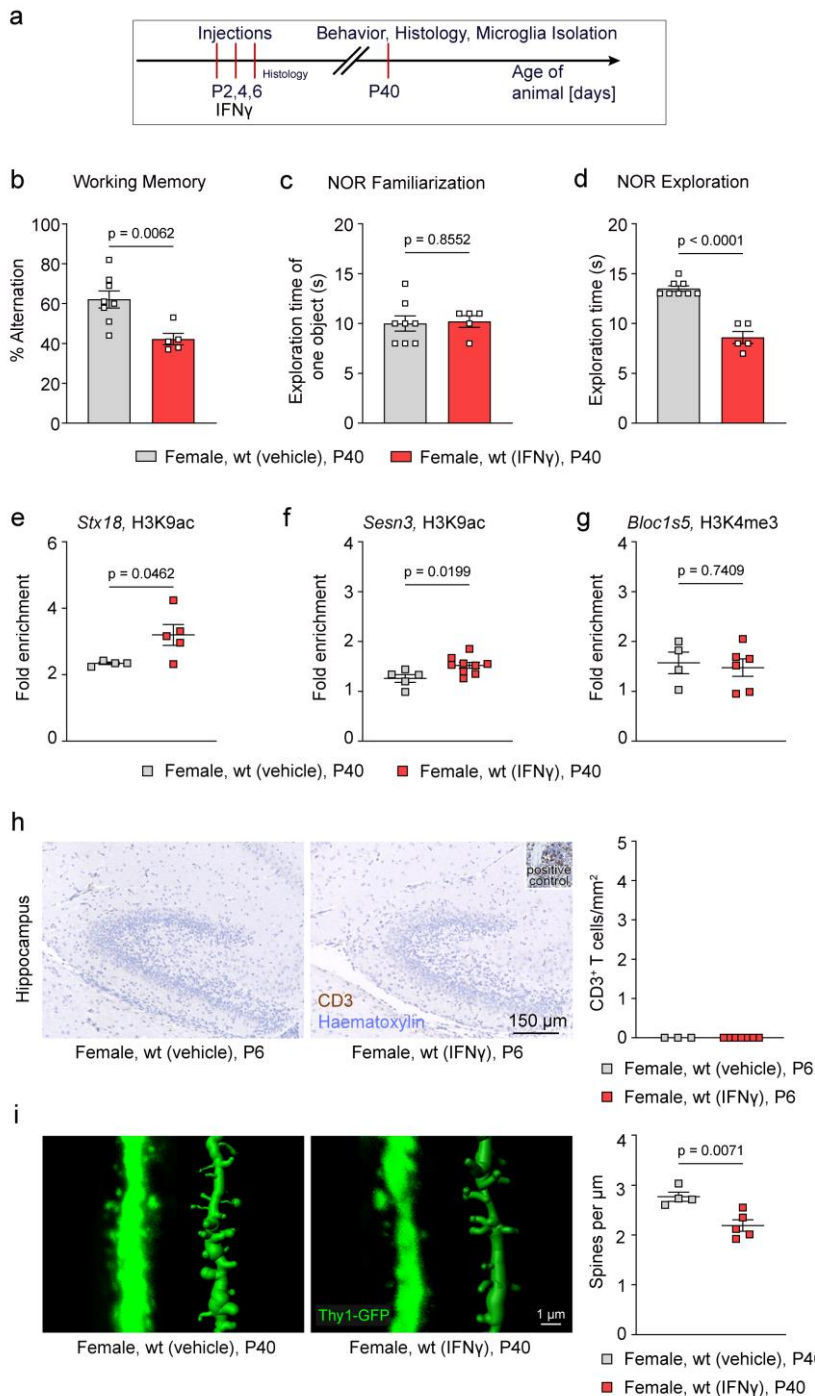 a
Injections
Behavior, Histology, Microglia Isolation
Histology
P2,4,6
IFNγ
P40
Age of
animal [days]
b
Working Memory
% Alternation
100
80
60
40
20
0
p = 0.0062
c
NOR Familiarization
Exploration time of
one object (s)
20
15
10
5
0
p = 0.8552
d
NOR Exploration
Exploration time (s)
20
15
10
5
0
p < 0.0001
Female, wt (vehicle), P40
Female, wt (IFNγ), P40
e
Stx18, H3K9ac
Fold enrichment
6
4
2
0
p = 0.0462
f
Sesn3, H3K9ac
Fold enrichment
4
3
2
1
0
p = 0.0199
g
Bloc1s5, H3K4me3
Fold enrichment
4
3
2
1
0
p = 0.7409
Female, wt (vehicle), P40
Female, wt (IFNγ), P40
h
Hippocampus
positive
control
CD3
Haematoxylin
150 µm
Female, wt (vehicle), P6
Female, wt (IFNγ), P6
CD3⁺ T cells/mm²
5
4
3
2
1
0
Female, wt (vehicle), P6
Female, wt (IFNγ), P6
i
Thy1-GFP
1 µm
Female, wt (vehicle), P40
Female, wt (IFNγ), P40
Spines per µm
4
3
2
1
0
p = 0.0071
Female, wt (vehicle), P40
Female, wt (IFNγ), P40